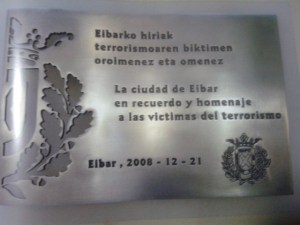 Eibarko hiriak
terrorismoaren biktimen
oroimenez eta omenez
La ciudad de Eibar
en recuerdo y homenaje
a las victimas del terrorismo
Eibar , 2008 - 12 - 21